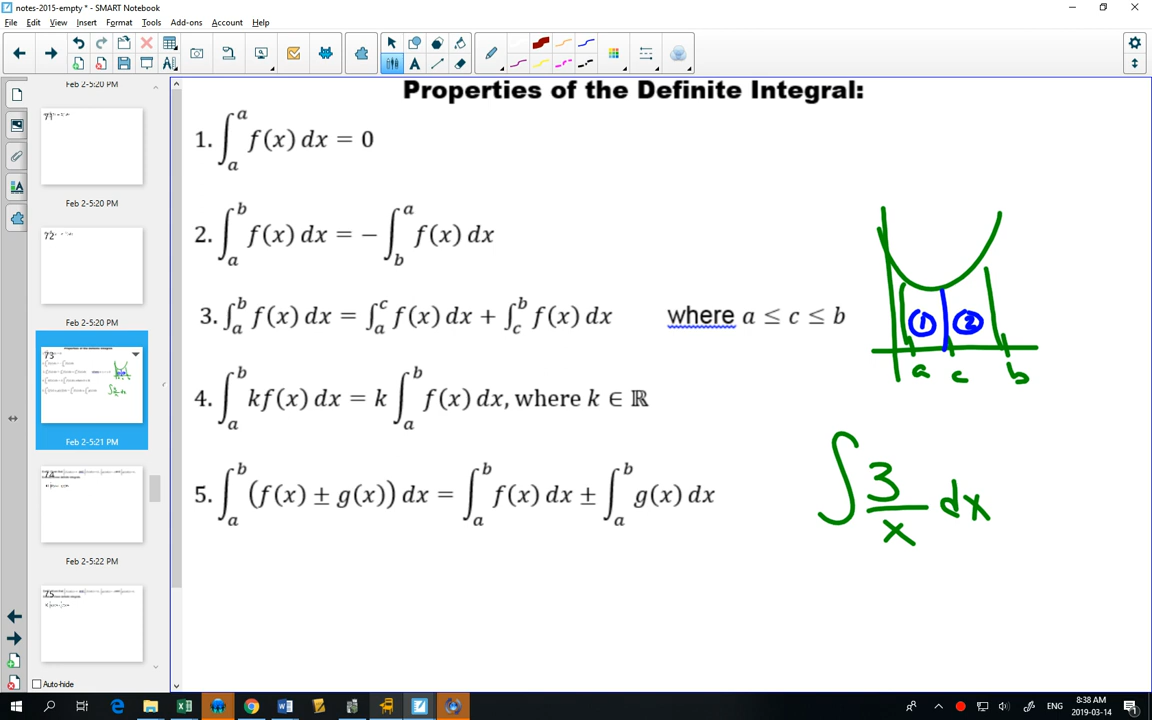 notes-2015-empty * - SMART Notebook
File Edit View Insert Format Tools Add-ons Account Help
Feb 2-5:20 PM
71
Feb 2-5:20 PM
72
Feb 2-5:20 PM
73
Feb 2-5:21 PM
74
Feb 2-5:22 PM
75
Auto-hide
Properties of the Definite Integral:
1. ∫_a^a f(x) dx = 0
2. ∫_a^b f(x) dx = − ∫_b^a f(x) dx
3. ∫_a^b f(x) dx = ∫_a^c f(x) dx + ∫_c^b f(x) dx where a ≤ c ≤ b
① ②
a c b
4. ∫_a^b kf(x) dx = k ∫_a^b f(x) dx, where k ∈ ℝ
5. ∫_a^b (f(x) ± g(x)) dx = ∫_a^b f(x) dx ± ∫_a^b g(x) dx
∫ 3/x dx
ENG
8:38 AM
2019-03-14